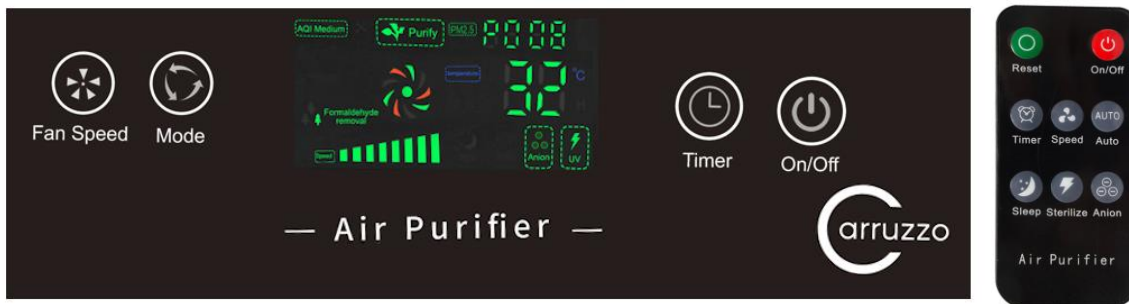 AQI Medium
Purify
PM2.5
P008
temperature
32
°C
Formaldehyde
removal
Speed
Anion
UV
Fan Speed
Mode
Timer
On/Off
— Air Purifier —
Carruzzo
Reset
On/Off
AUTO
Timer
Speed
Auto
Sleep
Sterilize
Anion
Air Purifier